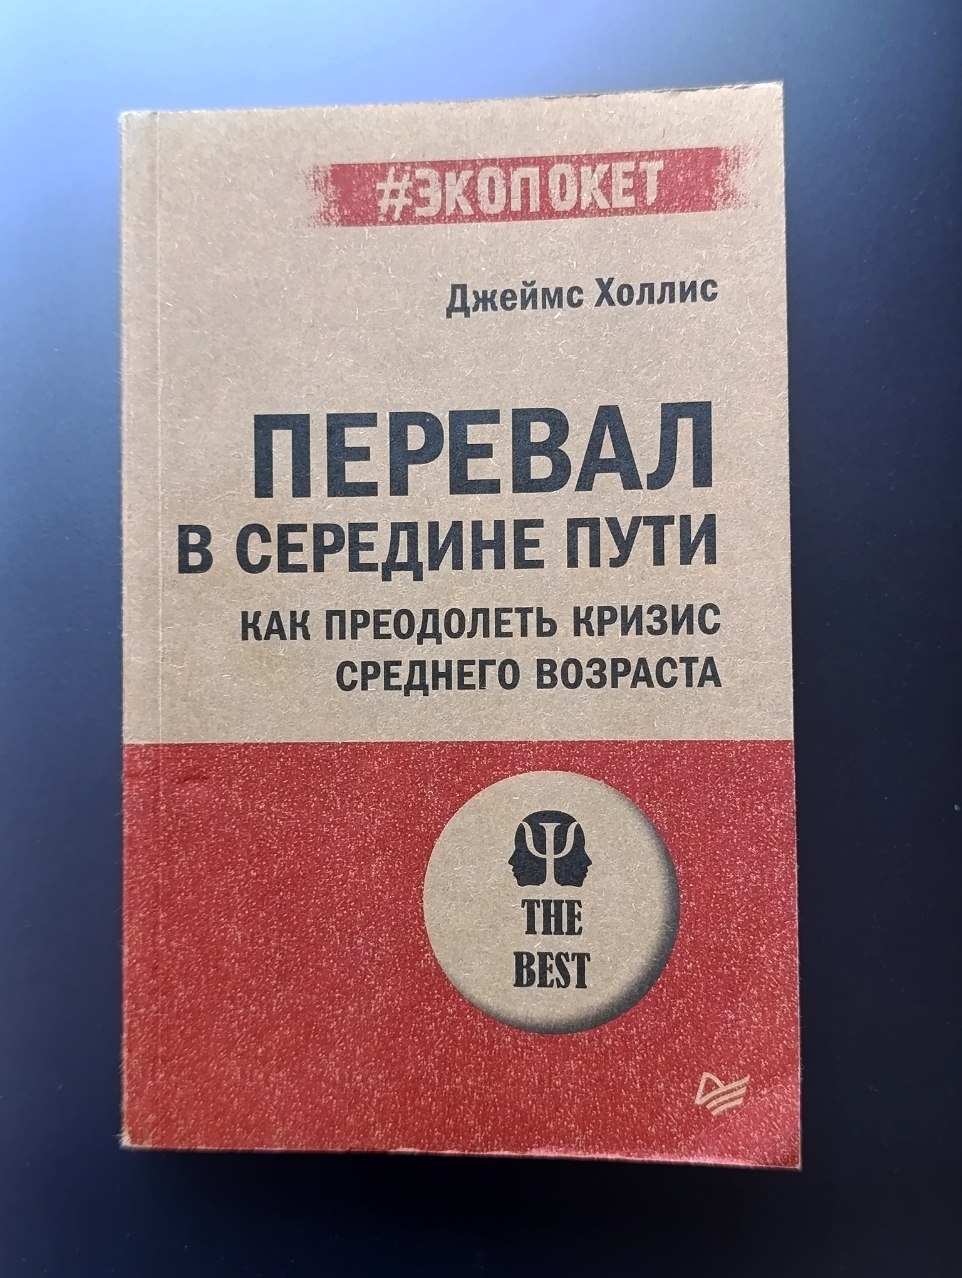 #ЭКОПОКЕТ
Джеймс Холлис
ПЕРЕВАЛ
В СЕРЕДИНЕ ПУТИ
КАК ПРЕОДОЛЕТЬ КРИЗИС
СРЕДНЕГО ВОЗРАСТА
Ψ
THE
BEST